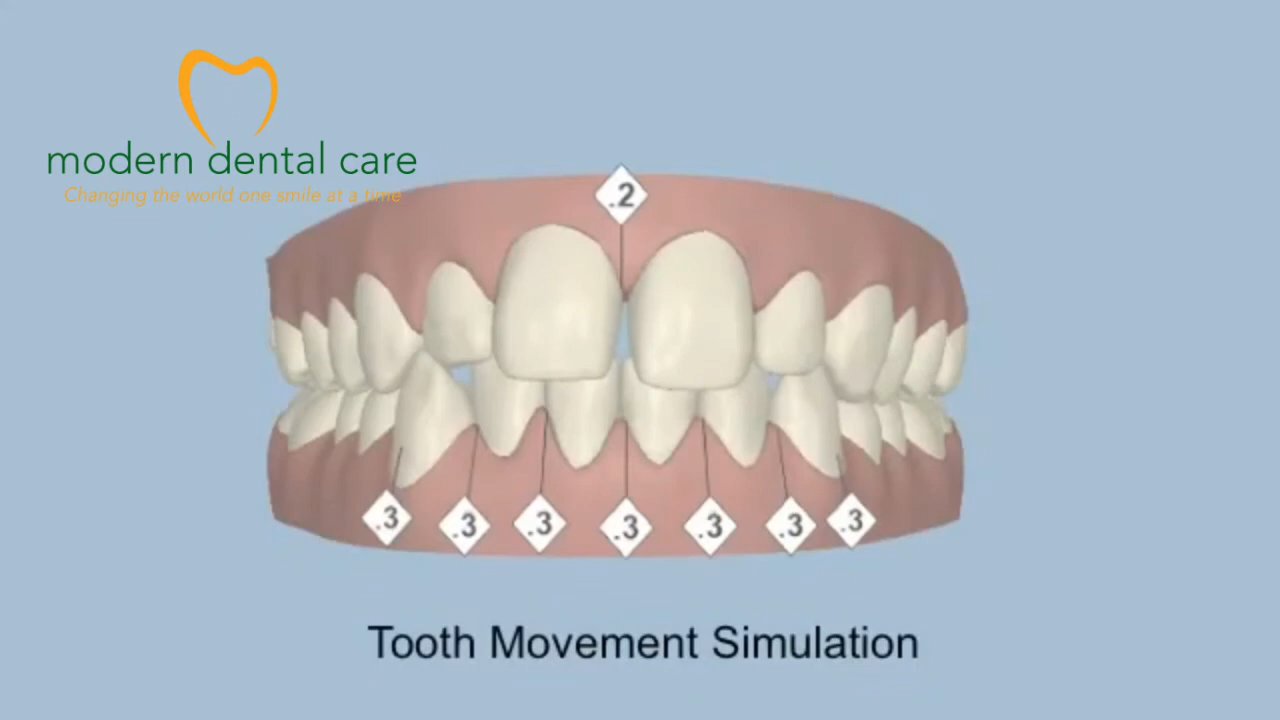 modern dental care
Changing the world one smile at a time
.2
.3 .3 .3 .3 .3 .3 .3
Tooth Movement Simulation